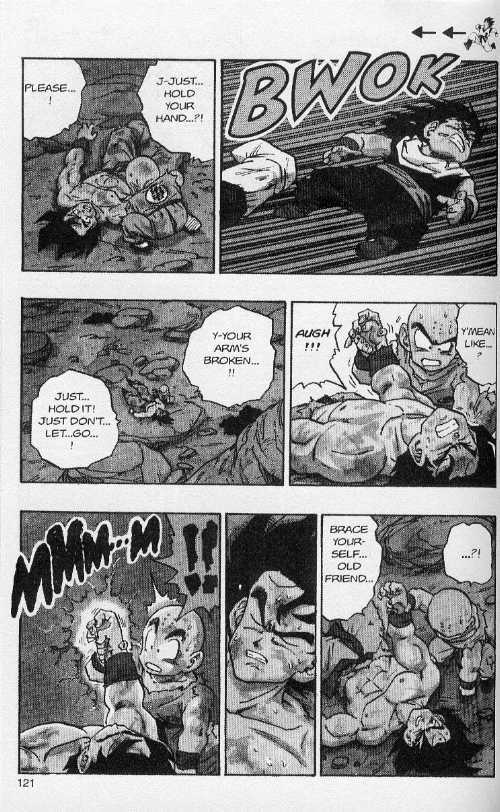 BWOK
J-JUST...
HOLD
YOUR
HAND...?!
PLEASE...
!
Y'MEAN
LIKE...
?
AUGH
!!!
Y-YOUR
ARM'S
BROKEN...
!!
JUST...
HOLD IT!
JUST DON'T...
LET...GO...
!
...?!
BRACE
YOUR-
SELF...
OLD
FRIEND...
!!
MMM...M
121